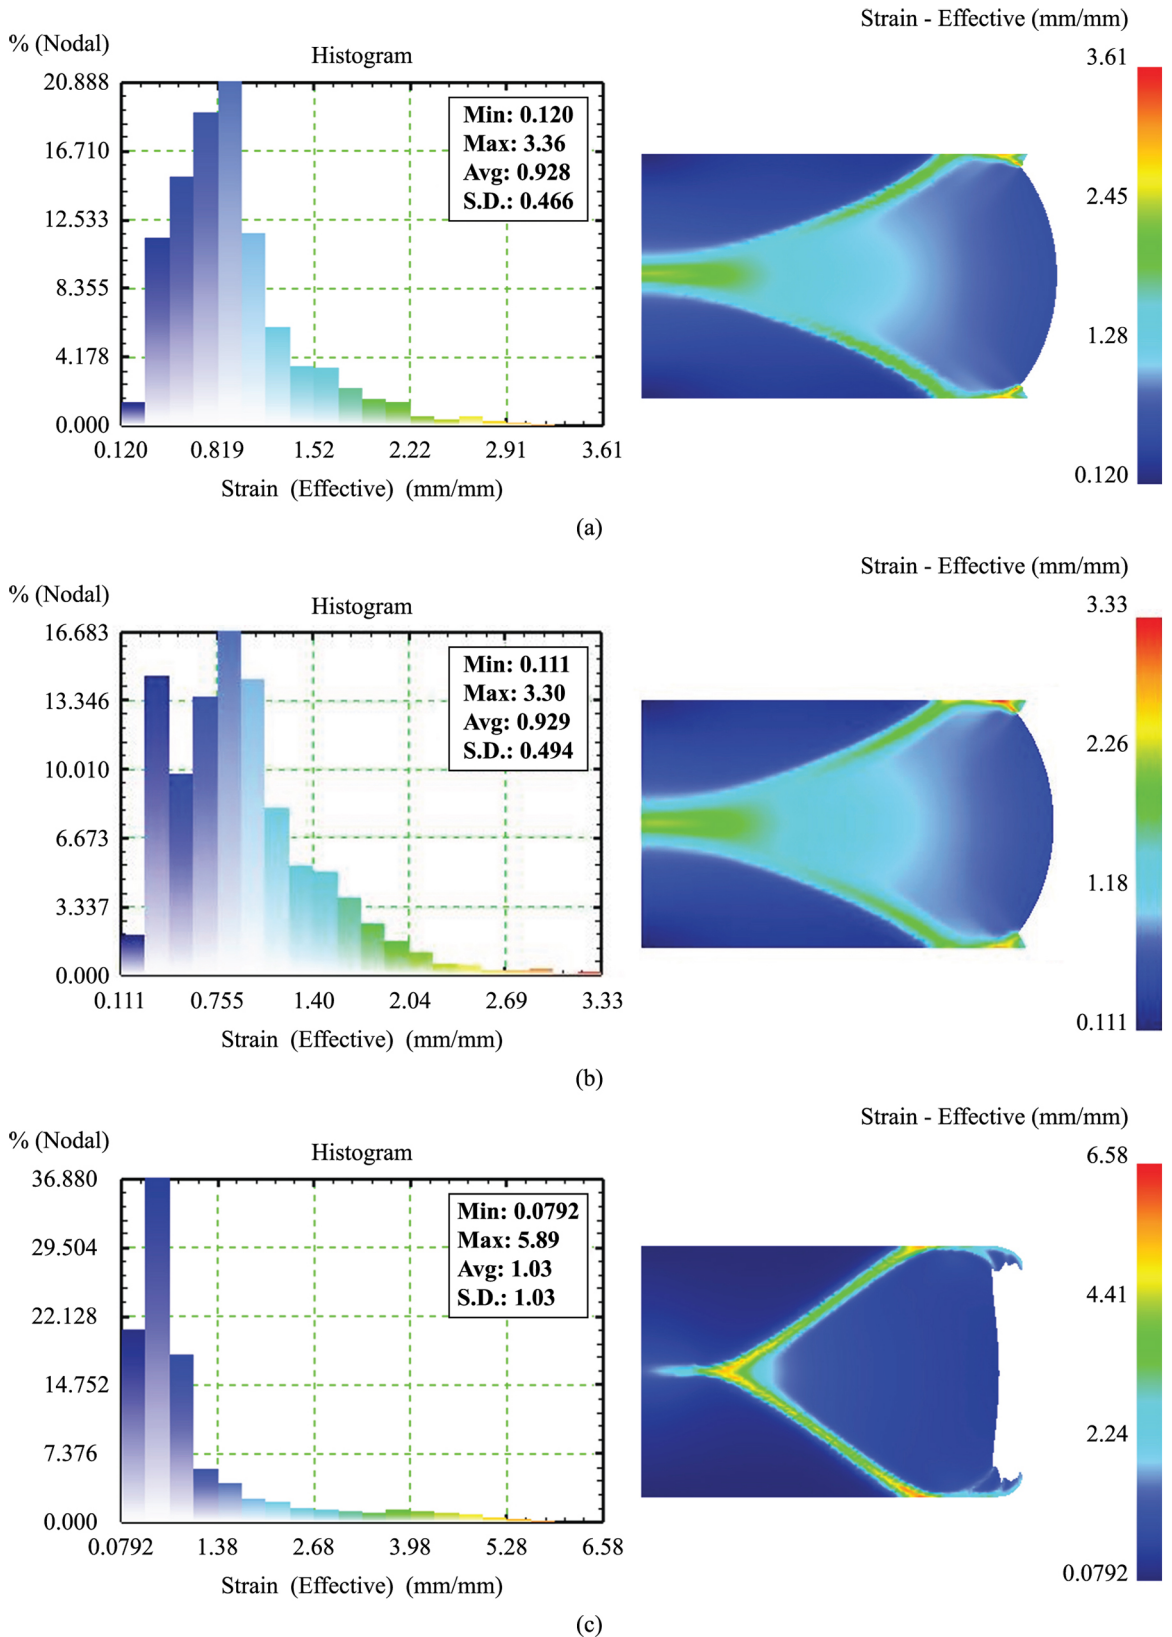 Strain - Effective (mm/mm)
% (Nodal)
Histogram
20.888
16.710
12.533
8.355
4.178
0.000
0.120 0.819 1.52 2.22 2.91 3.61
Strain (Effective) (mm/mm)
Min: 0.120
Max: 3.36
Avg: 0.928
S.D.: 0.466
3.61
2.45
1.28
0.120
(a)
Strain - Effective (mm/mm)
% (Nodal)
Histogram
16.683
13.346
10.010
6.673
3.337
0.000
0.111 0.755 1.40 2.04 2.69 3.33
Strain (Effective) (mm/mm)
Min: 0.111
Max: 3.30
Avg: 0.929
S.D.: 0.494
3.33
2.26
1.18
0.111
(b)
Strain - Effective (mm/mm)
% (Nodal)
Histogram
36.880
29.504
22.128
14.752
7.376
0.000
0.0792 1.38 2.68 3.98 5.28 6.58
Strain (Effective) (mm/mm)
Min: 0.0792
Max: 5.89
Avg: 1.03
S.D.: 1.03
6.58
4.41
2.24
0.0792
(c)